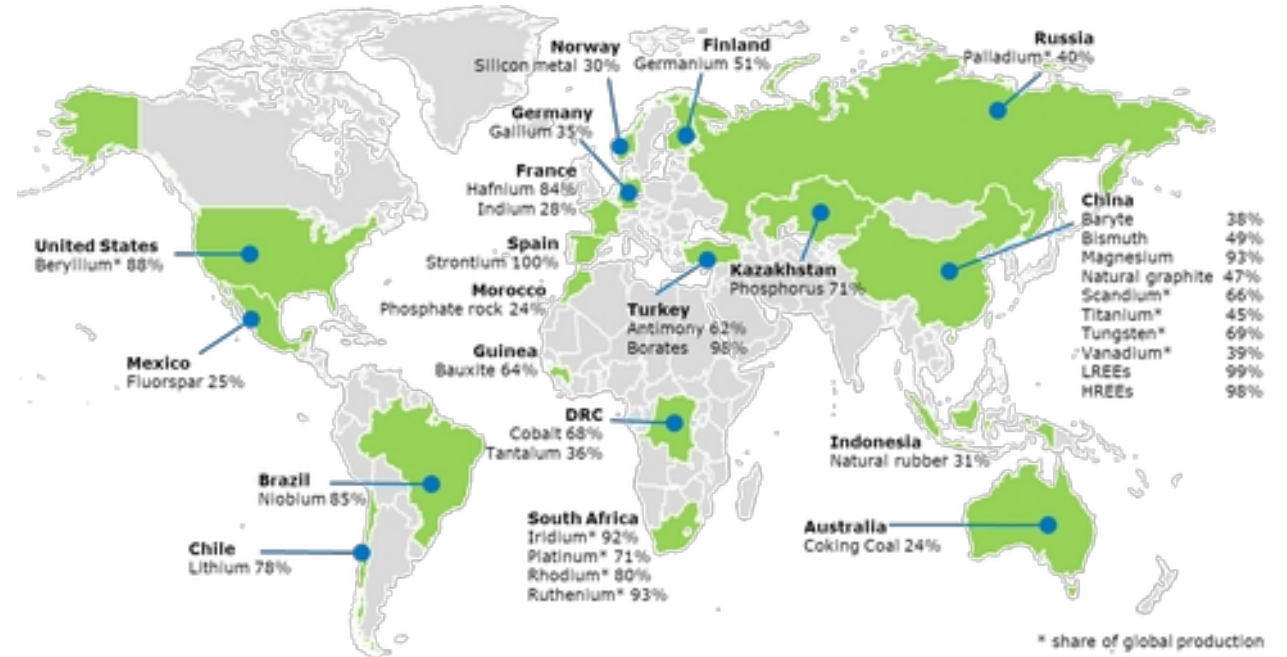 Norway
Silicon metal 30%
Finland
Germanium 51%
Russia
Palladium* 40%
Germany
Gallium 35%
France
Hafnium 84%
Indium 28%
China
Baryte 38%
Bismuth 49%
Magnesium 93%
Natural graphite 47%
Scandium* 66%
Titanium* 45%
Tungsten* 69%
Vanadium* 39%
LREEs 99%
HREEs 98%
United States
Beryllium* 88%
Spain
Strontium 100%
Kazakhstan
Phosphorus 71%
Morocco
Phosphate rock 24%
Turkey
Antimony 62%
Borates 98%
Mexico
Fluorspar 25%
Guinea
Bauxite 64%
DRC
Cobalt 68%
Tantalum 36%
Indonesia
Natural rubber 31%
Brazil
Niobium 85%
South Africa
Iridium* 92%
Platinum* 71%
Rhodium* 80%
Ruthenium* 93%
Australia
Coking Coal 24%
Chile
Lithium 78%
* share of global production